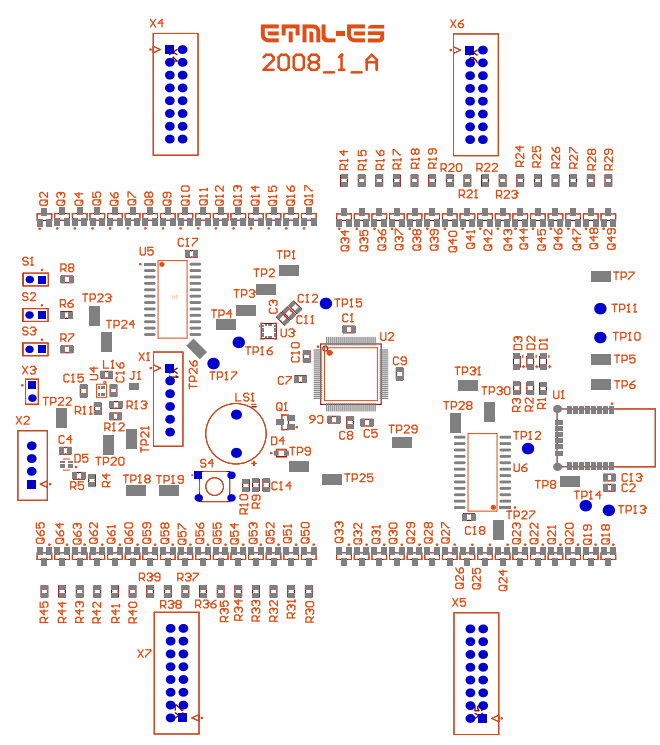 X4
ETML-ES
X6
2008_1_A
R14 R15 R16 R17 R18 R19 R20 R22 R24 R25 R26 R27 R28 R29
R21 R23
Q2 Q3 Q4 Q5 Q6 Q7 Q8 Q9 Q10 Q11 Q12 Q13 Q14 Q15 Q16 Q17
Q34 Q35 Q36 Q37 Q38 Q39 Q40 Q41 Q42 Q43 Q44 Q45 Q46 Q47 Q48 Q49
U5 C17
S1 R8 TP1
TP2 TP7
TP23 TP3 C3 C12 TP15
S2 R6 TP4 C11 TP11
U3 C1 U2
S3 R7 TP24 TP16 TP10
X1 TP26 TP17 C10 D3 D2 D1 TP5
X3 C15 U4 L1 C16 J1 C7 C9 TP31 TP6
R11 R13 LS1 R3 R2 R1 U1
TP22 R12 Q1 C6 C8 C5 TP28 TP30
X2 TP21 D4 TP29 TP12
C4 D5 TP20 TP9 U6
R5 R4 S4 TP25 TP8 C13
TP18 TP19 R10 R9 C14 C2
TP14 TP13
C18 TP27
Q65 Q64 Q63 Q62 Q61 Q60 Q59 Q58 Q57 Q56 Q55 Q54 Q53 Q52 Q51 Q50
Q33 Q32 Q31 Q30 Q29 Q28 Q27 Q23 Q22 Q21 Q20 Q19 Q18
Q26 Q25 Q24
R39 R37
R45 R44 R43 R42 R41 R40 R38 R36 R35 R34 R33 R32 R31 R30
X5
X7